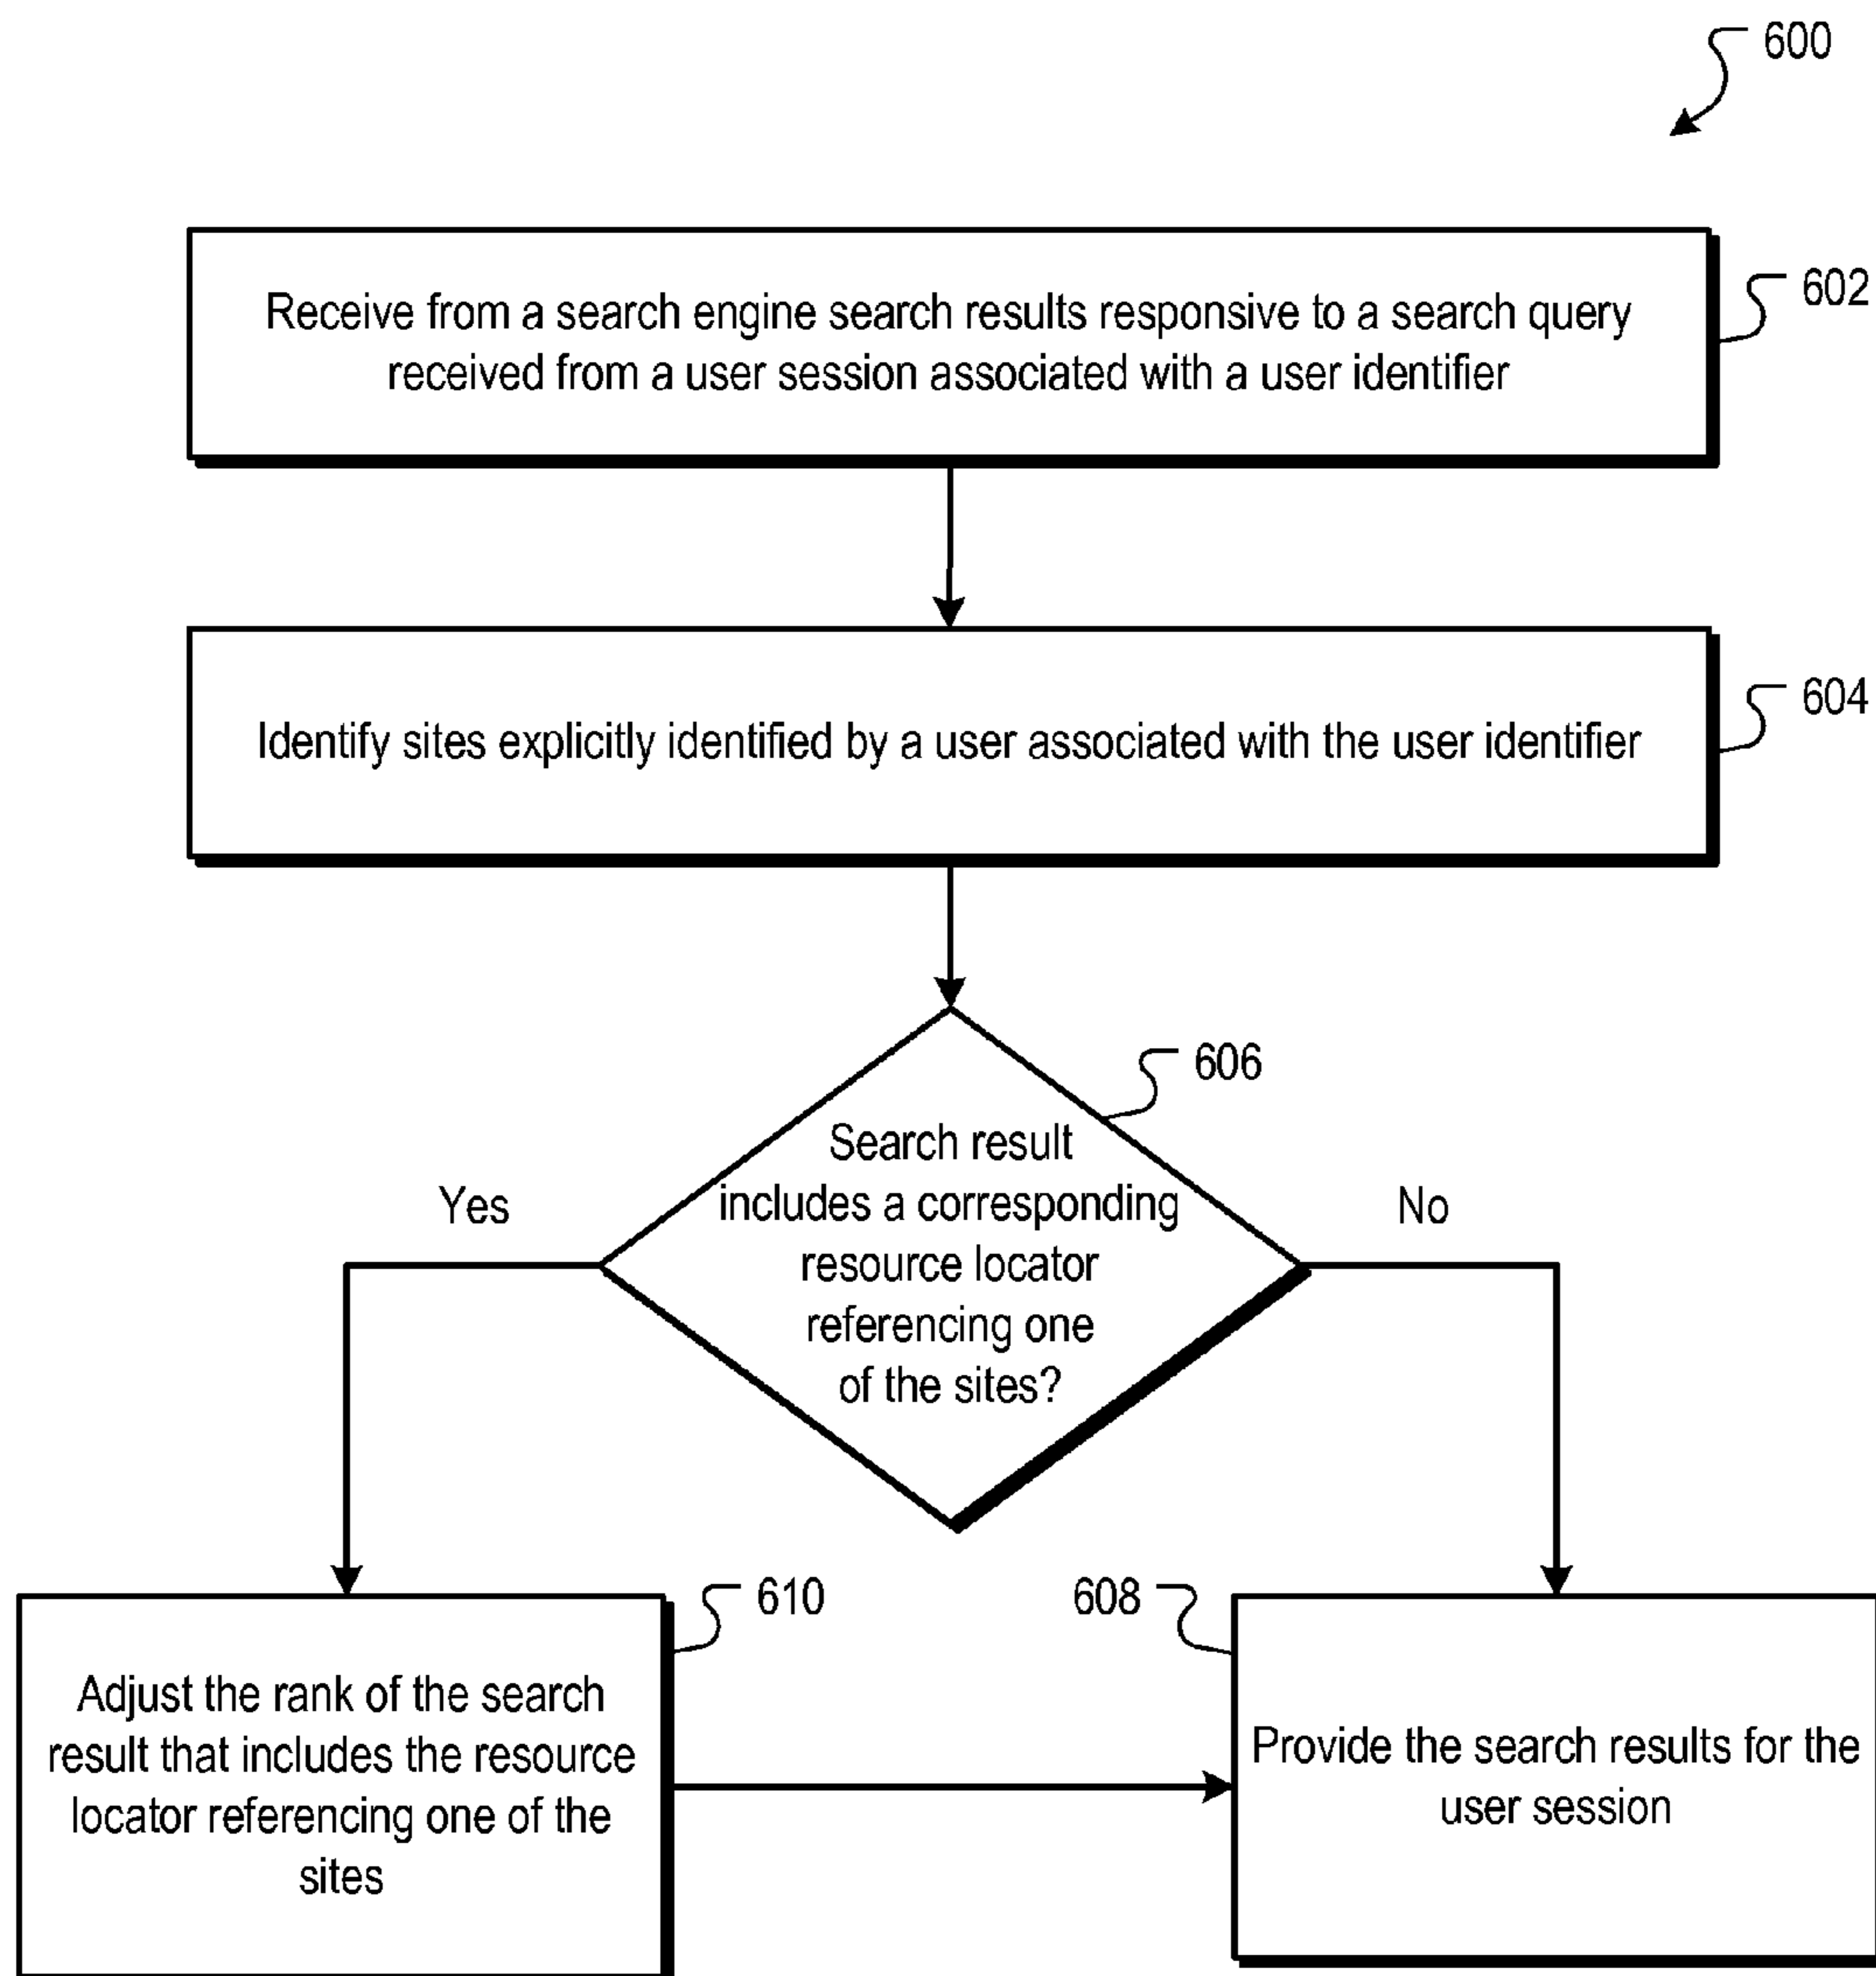 600
Receive from a search engine search results responsive to a search query
received from a user session associated with a user identifier
602
Identify sites explicitly identified by a user associated with the user identifier
604
606
Search result
includes a corresponding
resource locator
referencing one
of the sites?
Yes
No
610
Adjust the rank of the search
result that includes the resource
locator referencing one of the
sites
608
Provide the search results for the
user session